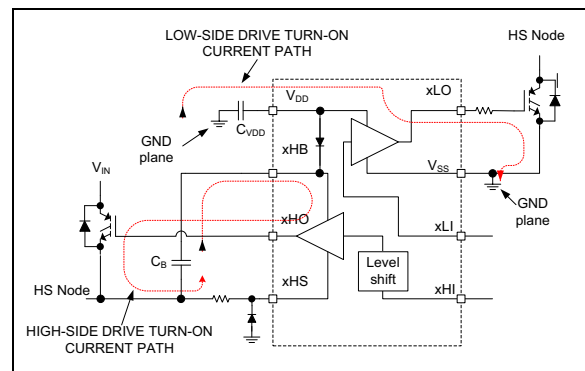 LOW-SIDE DRIVE TURN-ON
CURRENT PATH
HS Node
VDD
xLO
CVDD
GND
plane
xHB
VSS
GND
plane
VIN
xHO
xLI
CB
Level
shift
HS Node
xHS
xHI
HIGH-SIDE DRIVE TURN-ON
CURRENT PATH